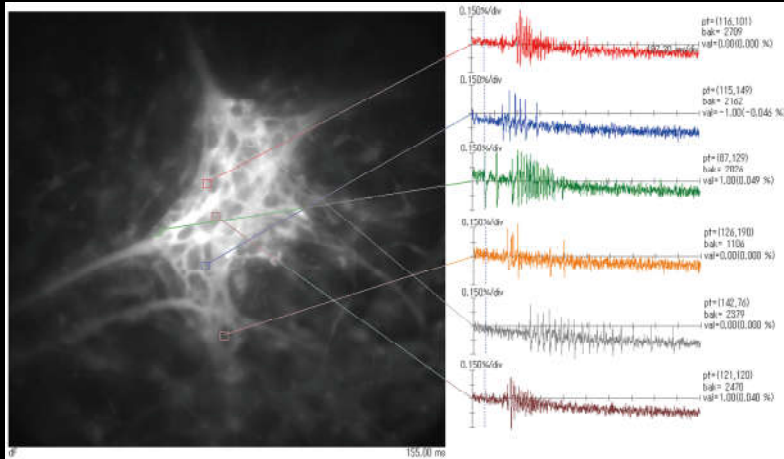 0.150%/div
pt=(116,101)
bak= 2709
val=0.00(0.000 %)
0.150%/div
pt=(115,149)
bak= 2162
val=-1.00(-0.046 %)
0.150%/div
pt=(87,129)
bak= 2026
val=1.00(0.049 %)
0.150%/div
pt=(126,190)
bak= 1106
val=0.00(0.000 %)
0.150%/div
pt=(142,76)
bak= 2379
val=0.00(0.000 %)
0.150%/div
pt=(121,120)
bak= 2470
val=1.00(0.040 %)
dF
155.00 ms